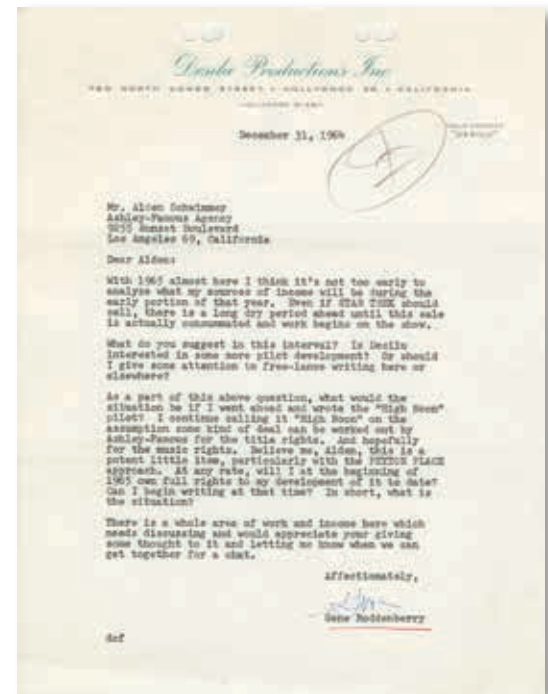 Desilu Productions Inc
780 NORTH GOWER STREET • HOLLYWOOD 38 • CALIFORNIA
December 31, 1964
"DESILU"
Mr. Alden Schwimmer
Ashley-Famous Agency
9255 Sunset Boulevard
Los Angeles 69, California
Dear Alden:
With 1965 almost here I think it's not too early to
analyze what my sources of income will be during the
early portion of that year. Even if STAR TREK should
sell, there is a long dry period ahead until this sale
is actually consummated and work begins on the show.
What do you suggest in this interval? Is Desilu
interested in some more pilot development? Or should
I give some attention to free-lance writing here or
elsewhere?
As a part of this above question, what would the
situation be if I went ahead and wrote the "High Noon"
pilot? I continue calling it "High Noon" on the
assumption some kind of deal can be worked out by
Ashley-Famous for the title rights. And hopefully
for the music rights. Believe me, Alden, this is a
potent little item, particularly with the PEYTON PLACE
approach. At any rate, will I at the beginning of
1965 own full rights to my development of it to date?
Can I begin writing at that time? In short, what is
the situation?
There is a whole area of work and income here which
needs discussing and would appreciate your giving
some thought to it and letting me know when we can
get together for a chat.
Affectionately,
Gene Roddenberry